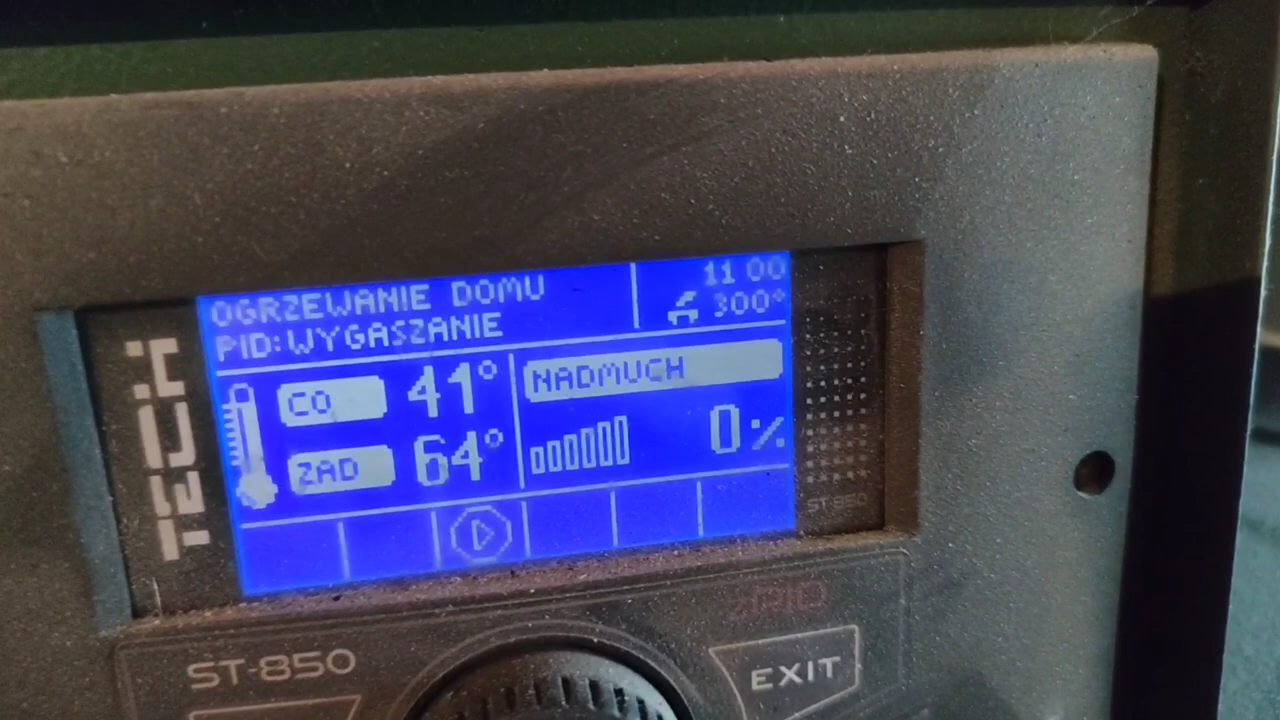 OGRZEWANIE DOMU
11 00
PID:WYGASZANIE
300°
CO 41°
NADMUCH
ZAD 64°
0%
TECH
ST-850
ST-850
EXIT